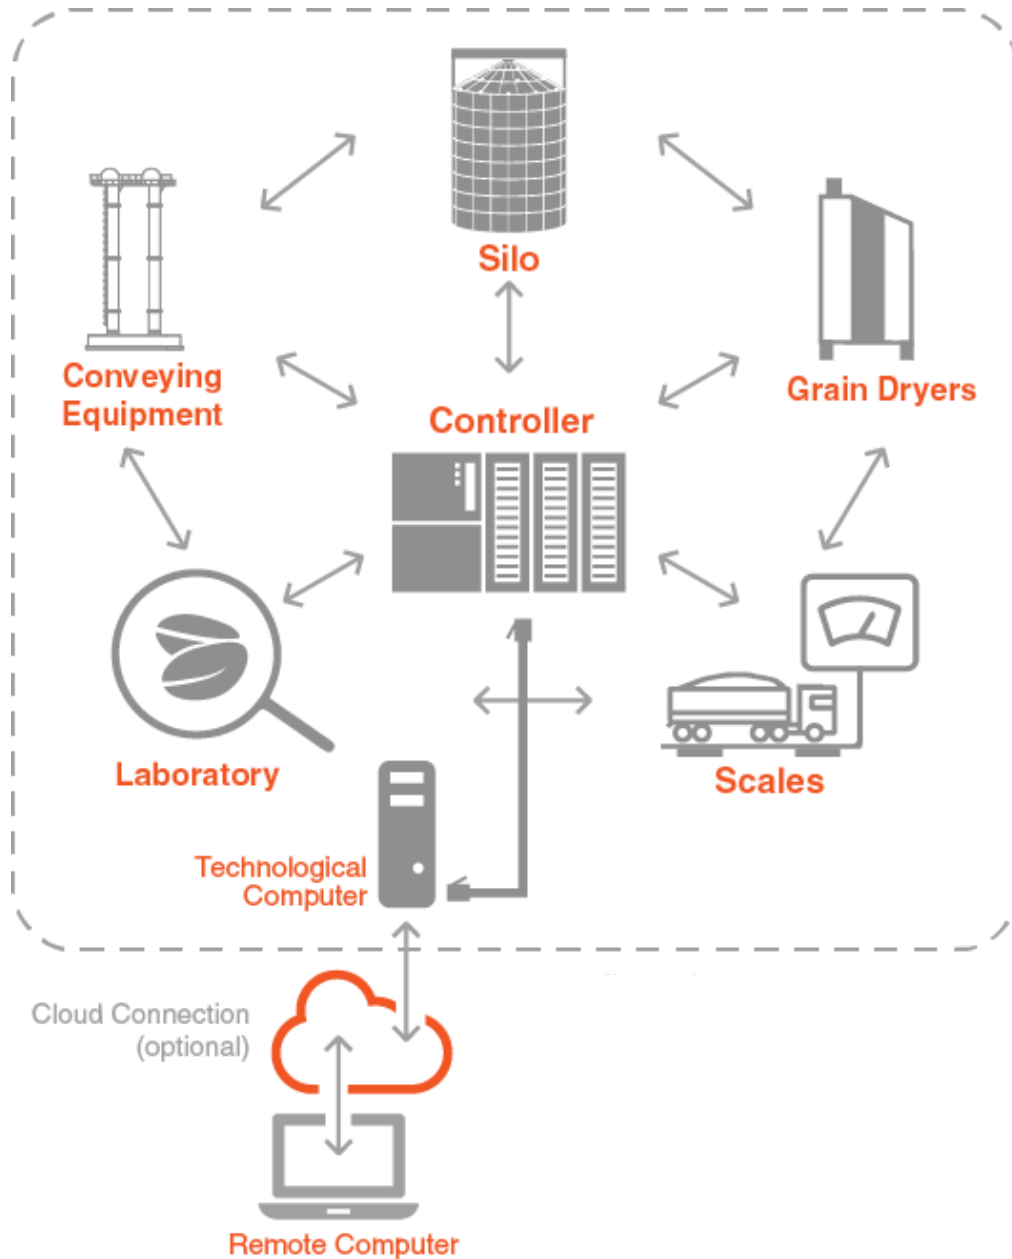 Silo
Conveying
Equipment
Grain Dryers
Controller
Laboratory
Scales
Technological
Computer
Cloud Connection
(optional)
Remote Computer